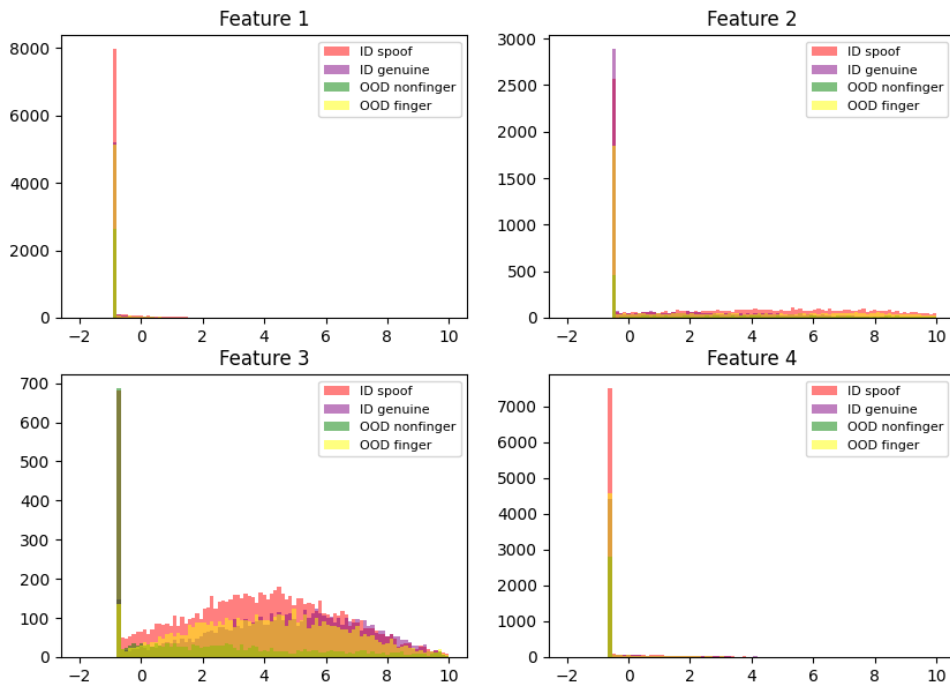 Feature 1
8000
6000
4000
2000
0
−2 0 2 4 6 8 10
ID spoof
ID genuine
OOD nonfinger
OOD finger
Feature 2
3000
2500
2000
1500
1000
500
0
−2 0 2 4 6 8 10
ID spoof
ID genuine
OOD nonfinger
OOD finger
Feature 3
700
600
500
400
300
200
100
0
−2 0 2 4 6 8 10
ID spoof
ID genuine
OOD nonfinger
OOD finger
Feature 4
7000
6000
5000
4000
3000
2000
1000
0
−2 0 2 4 6 8 10
ID spoof
ID genuine
OOD nonfinger
OOD finger